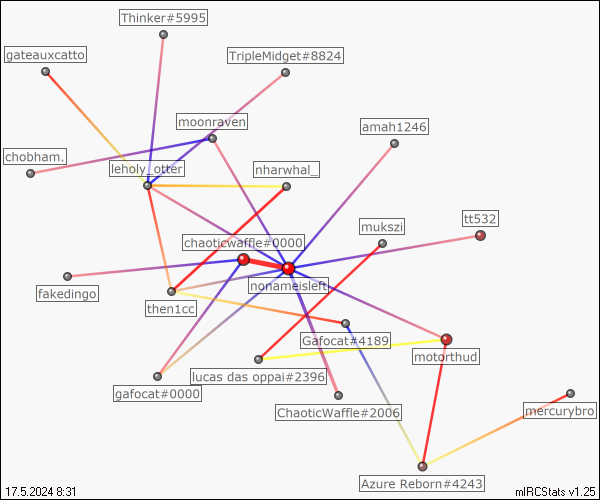 Thinker#5995
gateauxcatto
TripleMidget#8824
moonraven
amah1246
chobham.
leholy_otter
nharwhal_
tt532
mukszi
chaoticwaffle#0000
nonameisleft
fakedingo
then1cc
Gafocat#4189
motorthud
lucas das oppai#2396
gafocat#0000
ChaoticWaffle#2006
mercurybro
Azure Reborn#4243
17.5.2024 8:31
mIRCStats v1.25